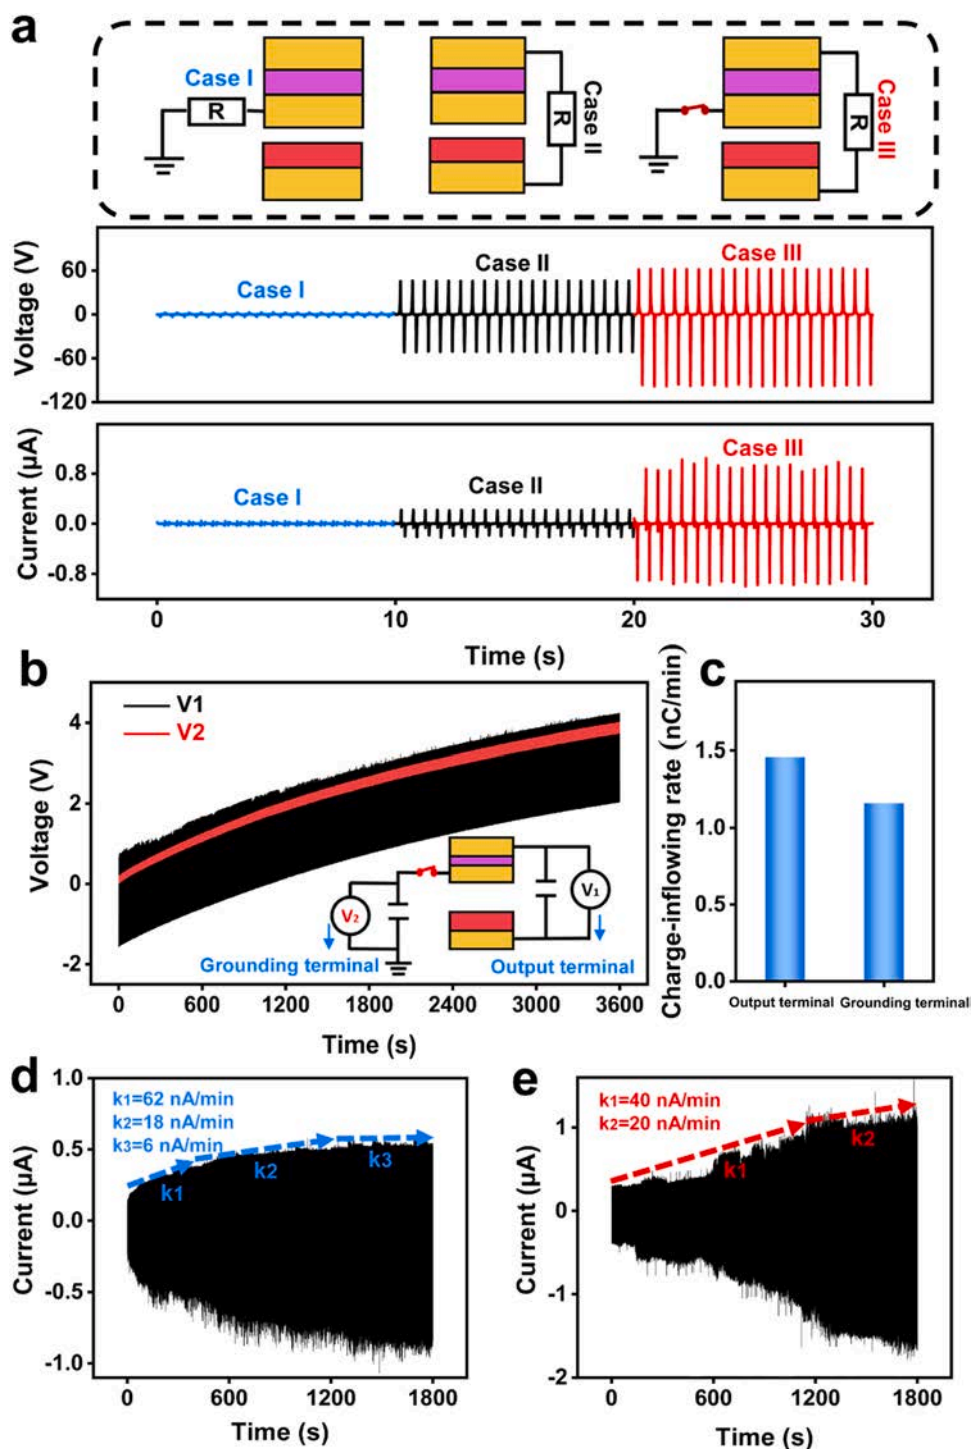 a
Case I
R
R
Case II
R
Case III
Voltage (V)
60
0
-60
-120
Case I
Case II
Case III
Current (μA)
0.8
0.0
-0.8
Case I
Case II
Case III
0
10
20
30
Time (s)
b
V1
V2
Voltage (V)
4
2
0
-2
V₂
V₁
Grounding terminal
Output terminal
0
600
1200
1800
2400
3000
3600
Time (s)
c
Charge-inflowing rate (nC/min)
1.5
1.0
0.5
0.0
Output terminal
Grounding terminall
d
k1=62 nA/min
k2=18 nA/min
k3=6 nA/min
k1
k2
k3
Current (μA)
1.0
0.5
0.0
-0.5
-1.0
0
600
1200
1800
Time (s)
e
k1=40 nA/min
k2=20 nA/min
k1
k2
Current (μA)
1
0
-1
-2
0
600
1200
1800
Time (s)